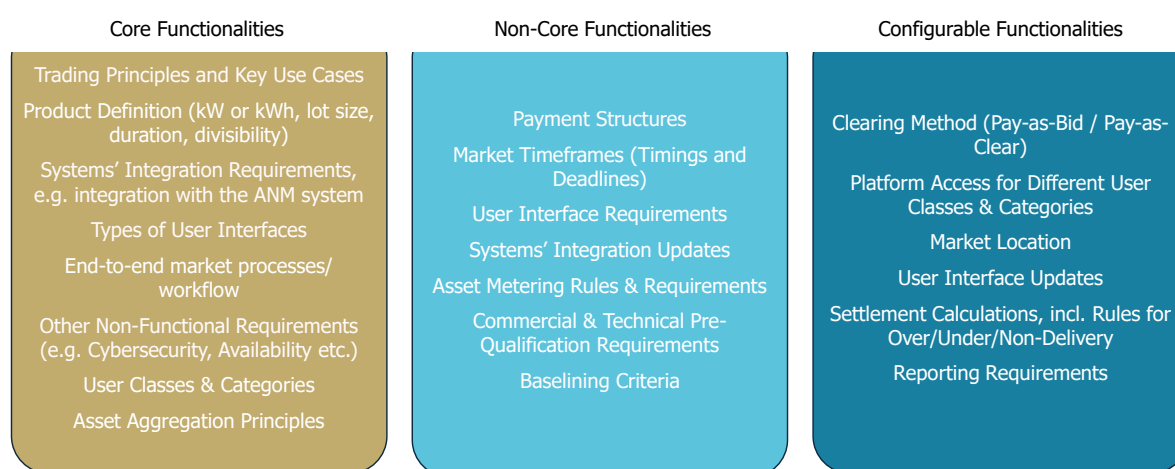 Core Functionalities
Trading Principles and Key Use Cases
Product Definition (kW or kWh, lot size,
duration, divisibility)
Systems’ Integration Requirements,
e.g. integration with the ANM system
Types of User Interfaces
End-to-end market processes/
workflow
Other Non-Functional Requirements
(e.g. Cybersecurity, Availability etc.)
User Classes & Categories
Asset Aggregation Principles
Non-Core Functionalities
Payment Structures
Market Timeframes (Timings and
Deadlines)
User Interface Requirements
Systems’ Integration Updates
Asset Metering Rules & Requirements
Commercial & Technical Pre-
Qualification Requirements
Baselining Criteria
Configurable Functionalities
Clearing Method (Pay-as-Bid / Pay-as-
Clear)
Platform Access for Different User
Classes & Categories
Market Location
User Interface Updates
Settlement Calculations, incl. Rules for
Over/Under/Non-Delivery
Reporting Requirements